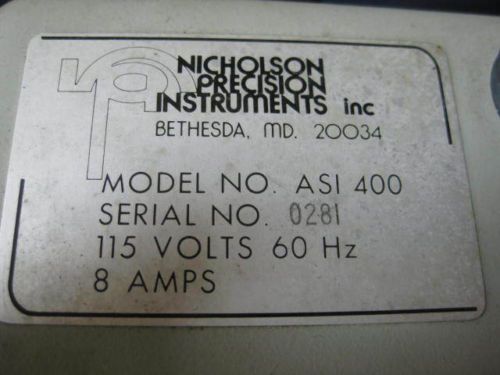 NICHOLSON
PRECISION
INSTRUMENTS inc
BETHESDA, MD. 20034
MODEL NO. ASI 400
SERIAL NO. 0281
115 VOLTS 60 Hz
8 AMPS